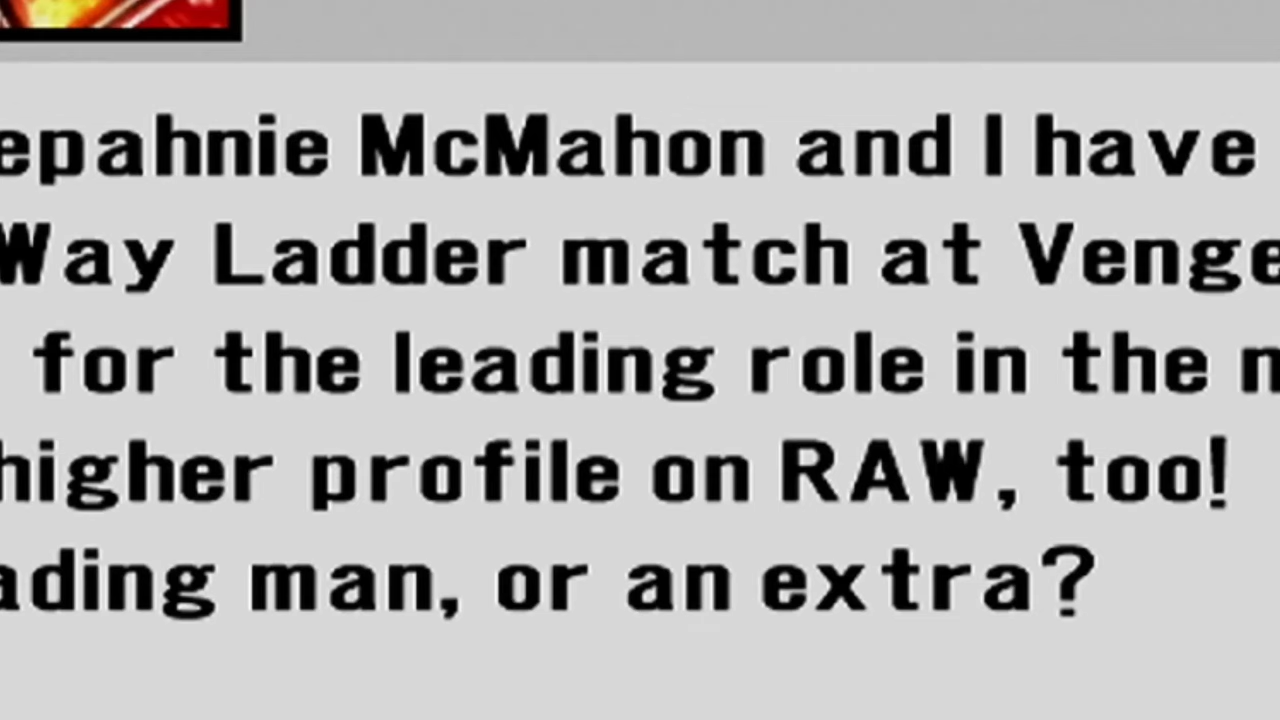 epahnie McMahon and I have
Way Ladder match at Venge
for the leading role in the
higher profile on RAW, too!
ading man, or an extra?